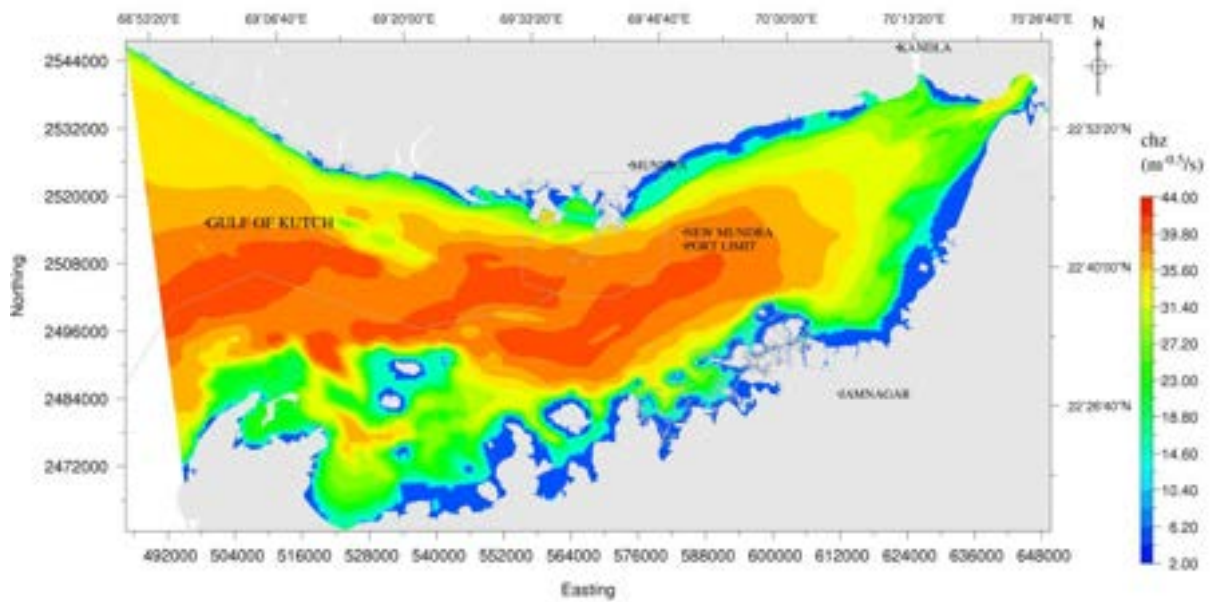 68°53'20"E 69°06'40"E 69°20'00"E 69°33'20"E 69°46'40"E 70°00'00"E 70°13'20"E 70°26'40"E
N
2544000
KANDLA
2532000
22°53'20"N
chz
(m⁻⁰·⁵/s)
MUNDRA
2520000
44.00
GULF OF KUTCH
NEW MUNDRA
PORT LIMIT
39.80
2508000
22°40'00"N
35.60
Northing
31.40
2496000
27.20
23.00
2484000
JAMNAGAR
22°26'40"N
18.80
14.60
2472000
10.40
6.20
2.00
492000 504000 516000 528000 540000 552000 564000 576000 588000 600000 612000 624000 636000 648000
Easting